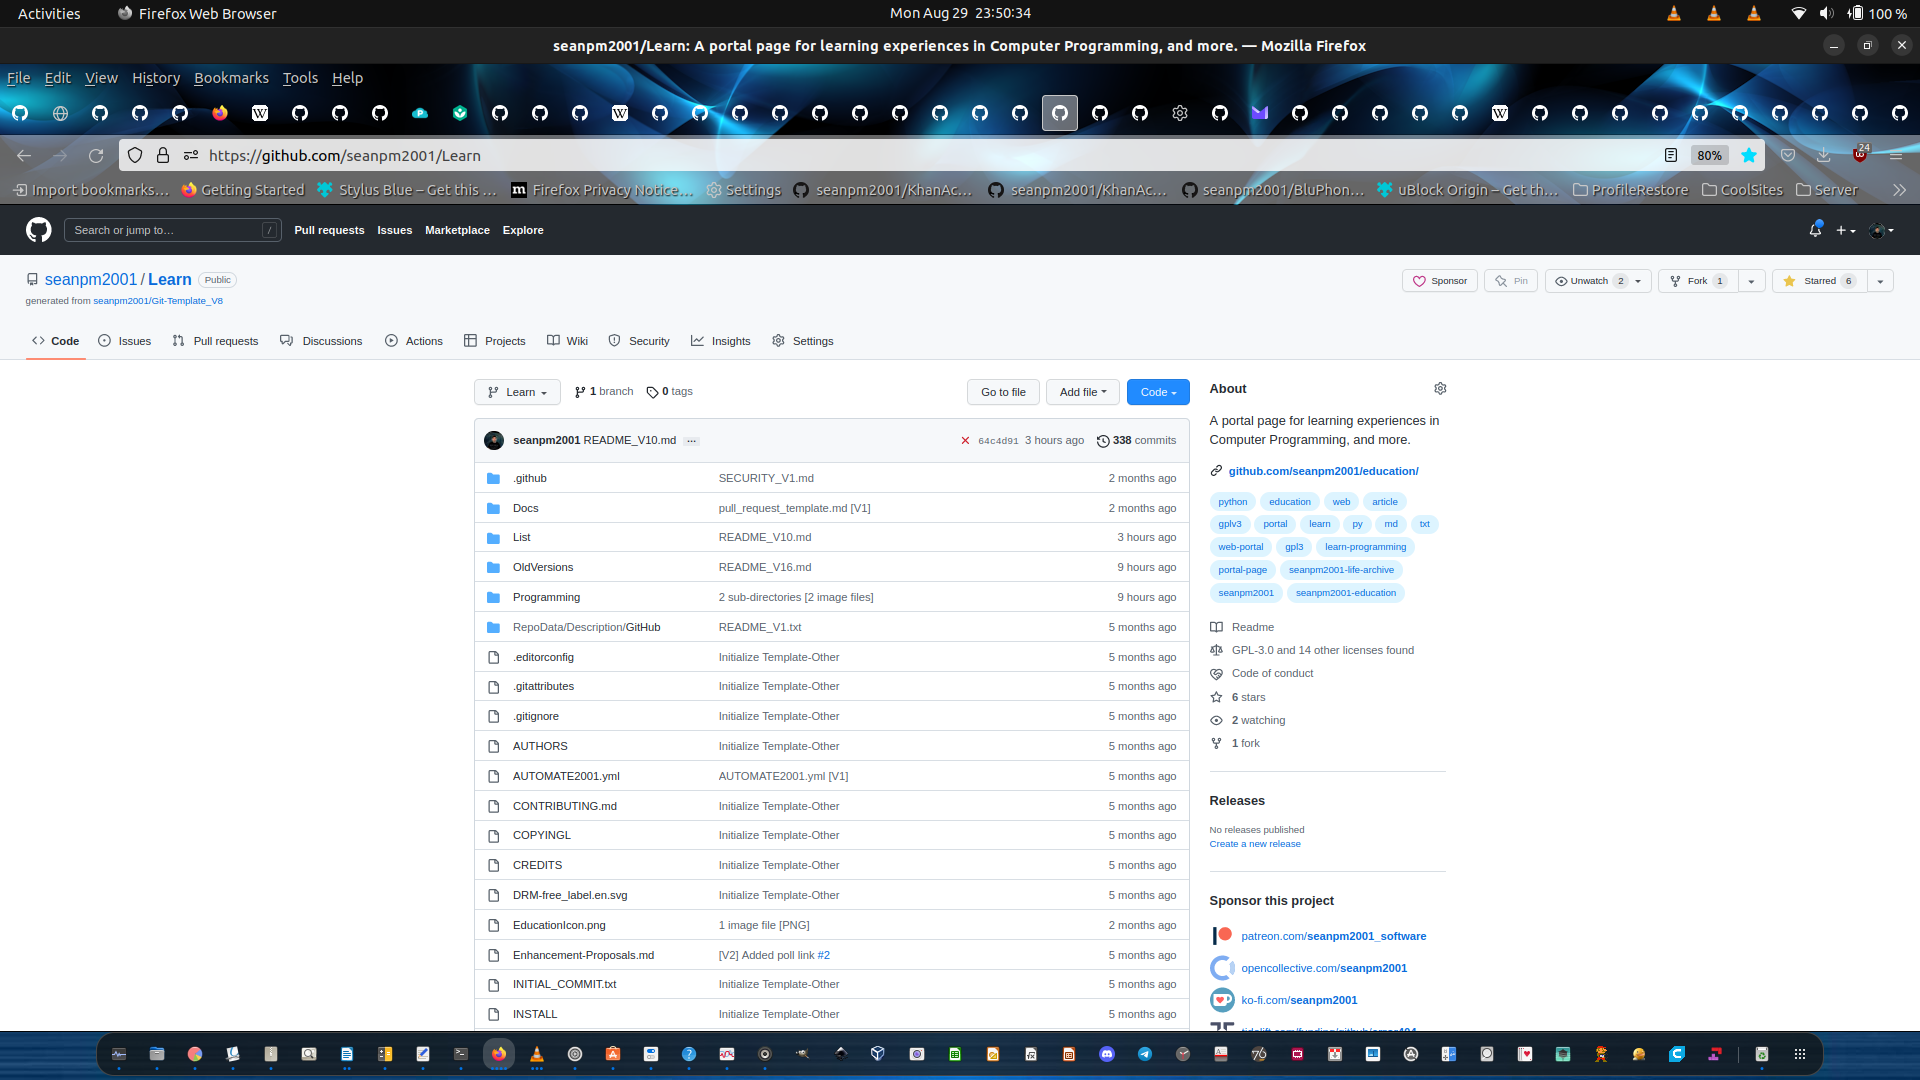 Activities Firefox Web Browser Mon Aug 29 23:50:34 100 %
seanpm2001/Learn: A portal page for learning experiences in Computer Programming, and more. — Mozilla Firefox
File Edit View History Bookmarks Tools Help
https://github.com/seanpm2001/Learn 80% 24
Import bookmarks… Getting Started Stylus Blue – Get this … Firefox Privacy Notice… Settings seanpm2001/KhanAc… seanpm2001/KhanAc… seanpm2001/BluPhon… uBlock Origin – Get th… ProfileRestore CoolSites Server
Search or jump to… / Pull requests Issues Marketplace Explore
seanpm2001 / Learn Public
Sponsor Pin Unwatch 2 Fork 1 Starred 6
generated from seanpm2001/Git-Template_V8
Code Issues Pull requests Discussions Actions Projects Wiki Security Insights Settings
Learn 1 branch 0 tags Go to file Add file Code
seanpm2001 README_V10.md ··· 64c4d91 3 hours ago 338 commits
.github SECURITY_V1.md 2 months ago
Docs pull_request_template.md [V1] 2 months ago
List README_V10.md 3 hours ago
OldVersions README_V16.md 9 hours ago
Programming 2 sub-directories [2 image files] 9 hours ago
RepoData/Description/GitHub README_V1.txt 5 months ago
.editorconfig Initialize Template-Other 5 months ago
.gitattributes Initialize Template-Other 5 months ago
.gitignore Initialize Template-Other 5 months ago
AUTHORS Initialize Template-Other 5 months ago
AUTOMATE2001.yml AUTOMATE2001.yml [V1] 5 months ago
CONTRIBUTING.md Initialize Template-Other 5 months ago
COPYINGL Initialize Template-Other 5 months ago
CREDITS Initialize Template-Other 5 months ago
DRM-free_label.en.svg Initialize Template-Other 5 months ago
EducationIcon.png 1 image file [PNG] 2 months ago
Enhancement-Proposals.md [V2] Added poll link #2 5 months ago
INITIAL_COMMIT.txt Initialize Template-Other 5 months ago
INSTALL Initialize Template-Other 5 months ago
About
A portal page for learning experiences in
Computer Programming, and more.
github.com/seanpm2001/education/
python education web article
gplv3 portal learn py md txt
web-portal gpl3 learn-programming
portal-page seanpm2001-life-archive
seanpm2001 seanpm2001-education
Readme
GPL-3.0 and 14 other licenses found
Code of conduct
6 stars
2 watching
1 fork
Releases
No releases published
Create a new release
Sponsor this project
patreon.com/seanpm2001_software
opencollective.com/seanpm2001
ko-fi.com/seanpm2001